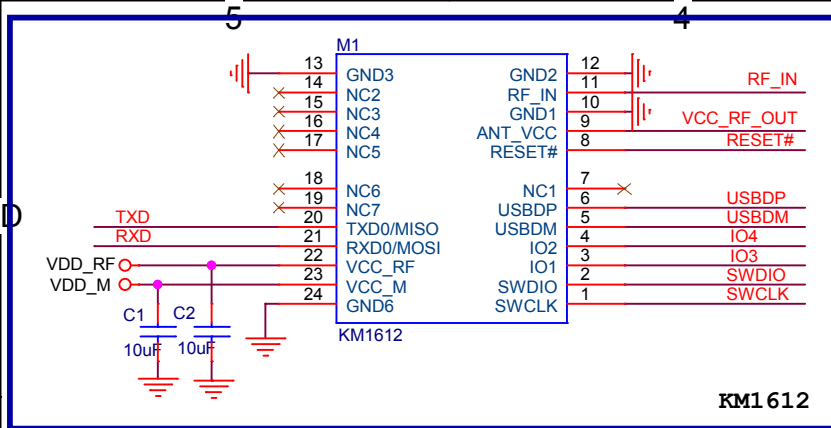 5
4
D
M1
13
GND3
GND2
12
14
NC2
RF_IN
11
RF_IN
15
NC3
GND1
10
16
NC4
ANT_VCC
9
VCC_RF_OUT
17
NC5
RESET#
8
RESET#
18
NC6
NC1
7
19
NC7
USBDP
6
USBDP
TXD
20
TXD0/MISO
USBDM
5
USBDM
RXD
21
RXD0/MOSI
IO2
4
IO4
VDD_RF
22
VCC_RF
IO1
3
IO3
VDD_M
23
VCC_M
SWDIO
2
SWDIO
24
GND6
SWCLK
1
SWCLK
C1
C2
10uF
10uF
KM1612
KM1612